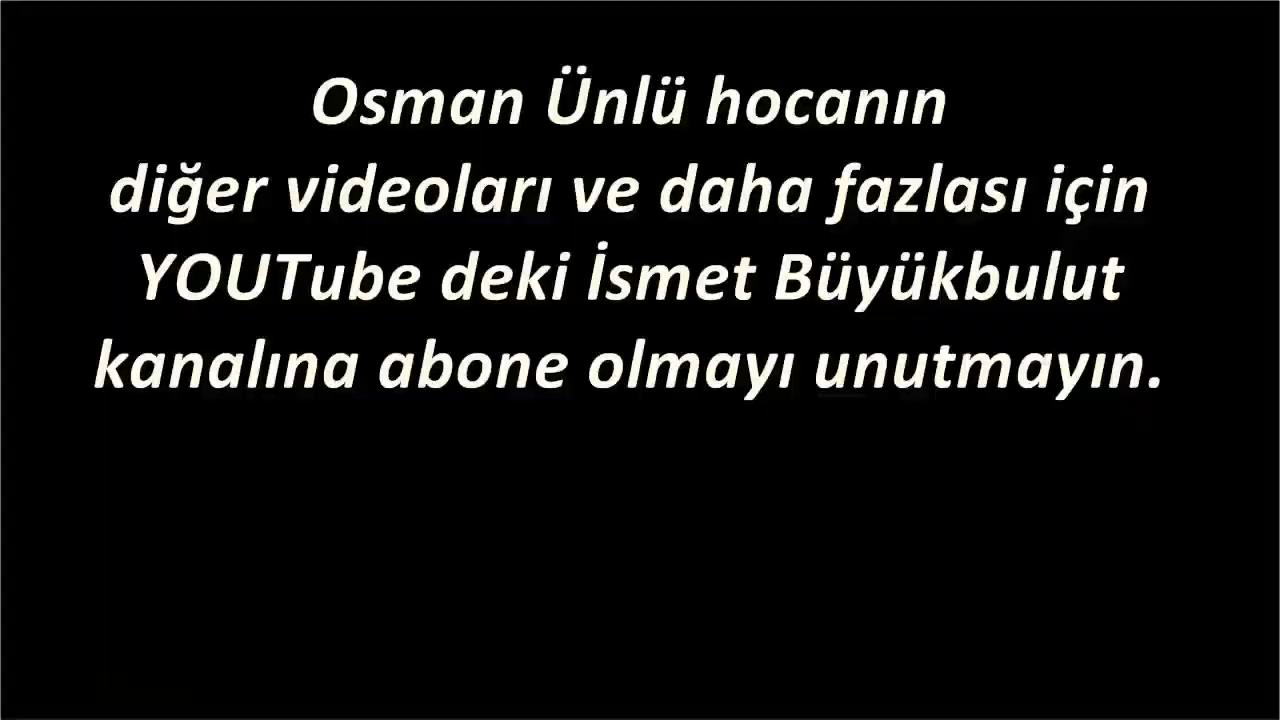 Osman Ünlü hocanın
diğer videoları ve daha fazlası için
YOUTube deki İsmet Büyükbulut
kanalına abone olmayı unutmayın.